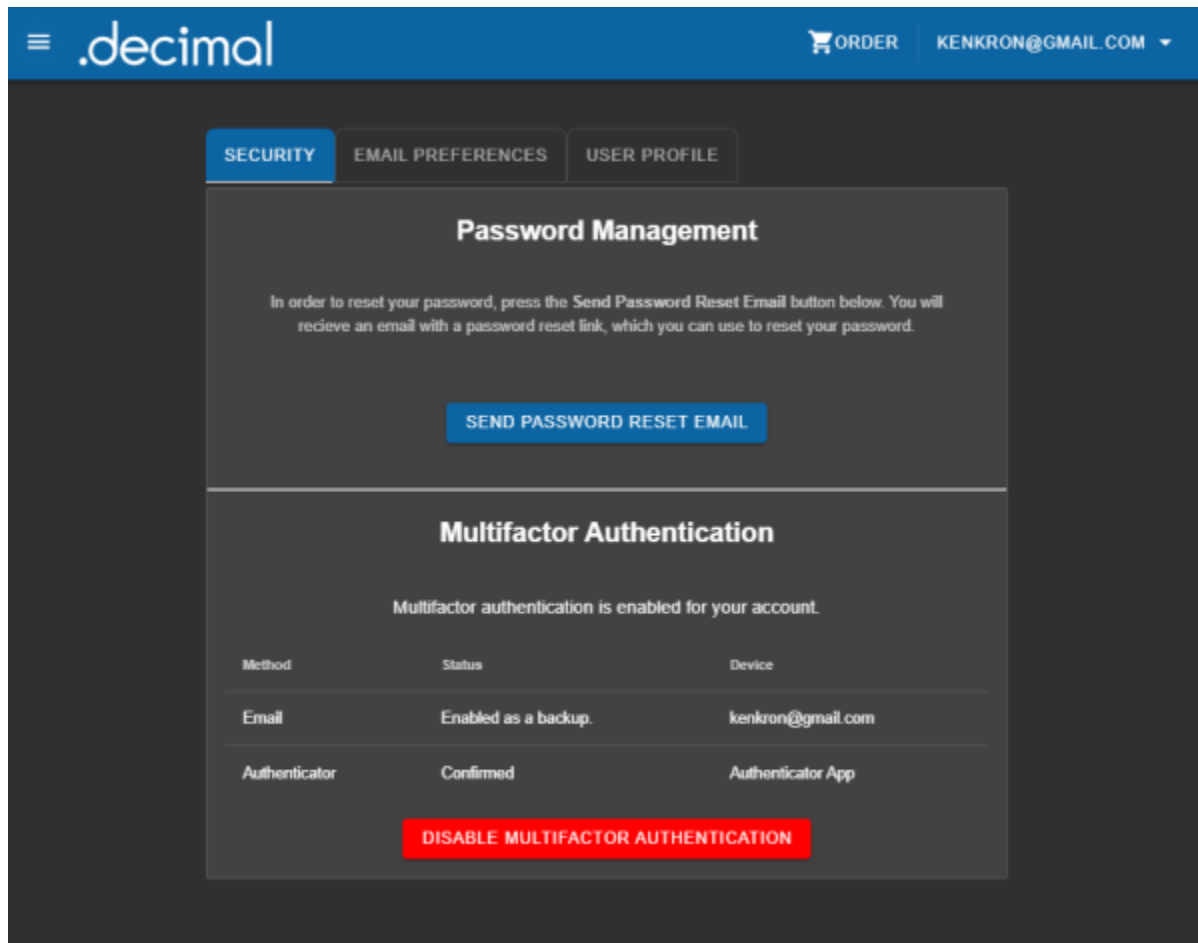 .decimal
ORDER
KENKRON@GMAIL.COM
SECURITY
EMAIL PREFERENCES
USER PROFILE
Password Management
In order to reset your password, press the Send Password Reset Email button below. You will
recieve an email with a password reset link, which you can use to reset your password.
SEND PASSWORD RESET EMAIL
Multifactor Authentication
Multifactor authentication is enabled for your account.
Method Status Device
Email Enabled as a backup. kenkron@gmail.com
Authenticator Confirmed Authenticator App
DISABLE MULTIFACTOR AUTHENTICATION